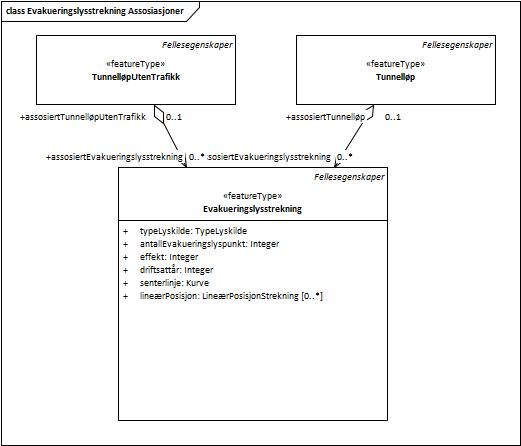 class Evakueringslysstrekning Assosiasjoner
Fellesegenskaper
«featureType»
TunnelløpUtenTrafikk
Fellesegenskaper
«featureType»
Tunnelløp
+assosiertTunnelløpUtenTrafikk 0..1
+assosiertTunnelløp 0..1
+assosiertEvakueringslysstrekning 0..*
sosiertEvakueringslysstrekning 0..*
Fellesegenskaper
«featureType»
Evakueringslysstrekning
+ typeLyskilde: TypeLyskilde
+ antallEvakueringslyspunkt: Integer
+ effekt: Integer
+ driftsattår: Integer
+ senterlinje: Kurve
+ lineærPosisjon: LineærPosisjonStrekning [0..*]